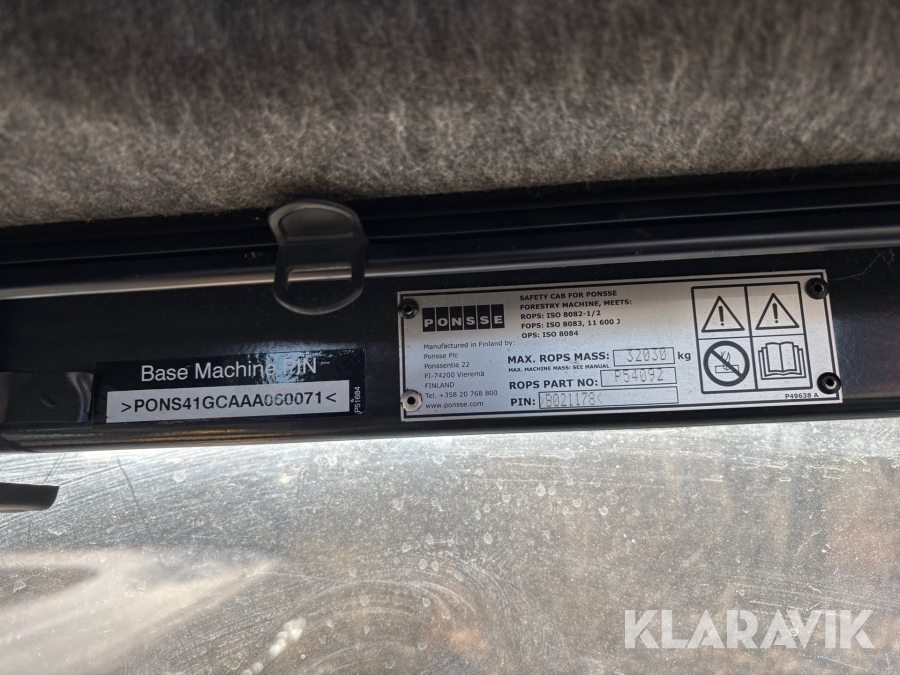 Base Machine PIN
>PONS41GCAAA060071<
P51684
PONSSE
Manufactured in Finland by:
Ponsse Plc
Ponssentie 22
FI-74200 Vieremä
FINLAND
Tel. +358 20 768 800
www.ponsse.com
SAFETY CAB FOR PONSSE
FORESTRY MACHINE, MEETS:
ROPS: ISO 8082-1/2
FOPS: ISO 8083, 11 600 J
OPS: ISO 8084
MAX. ROPS MASS: 32030 kg
MAX. MACHINE MASS: SEE MANUAL
ROPS PART NO: P54092
PIN: B021178<
P49638 A
KLARAVIK